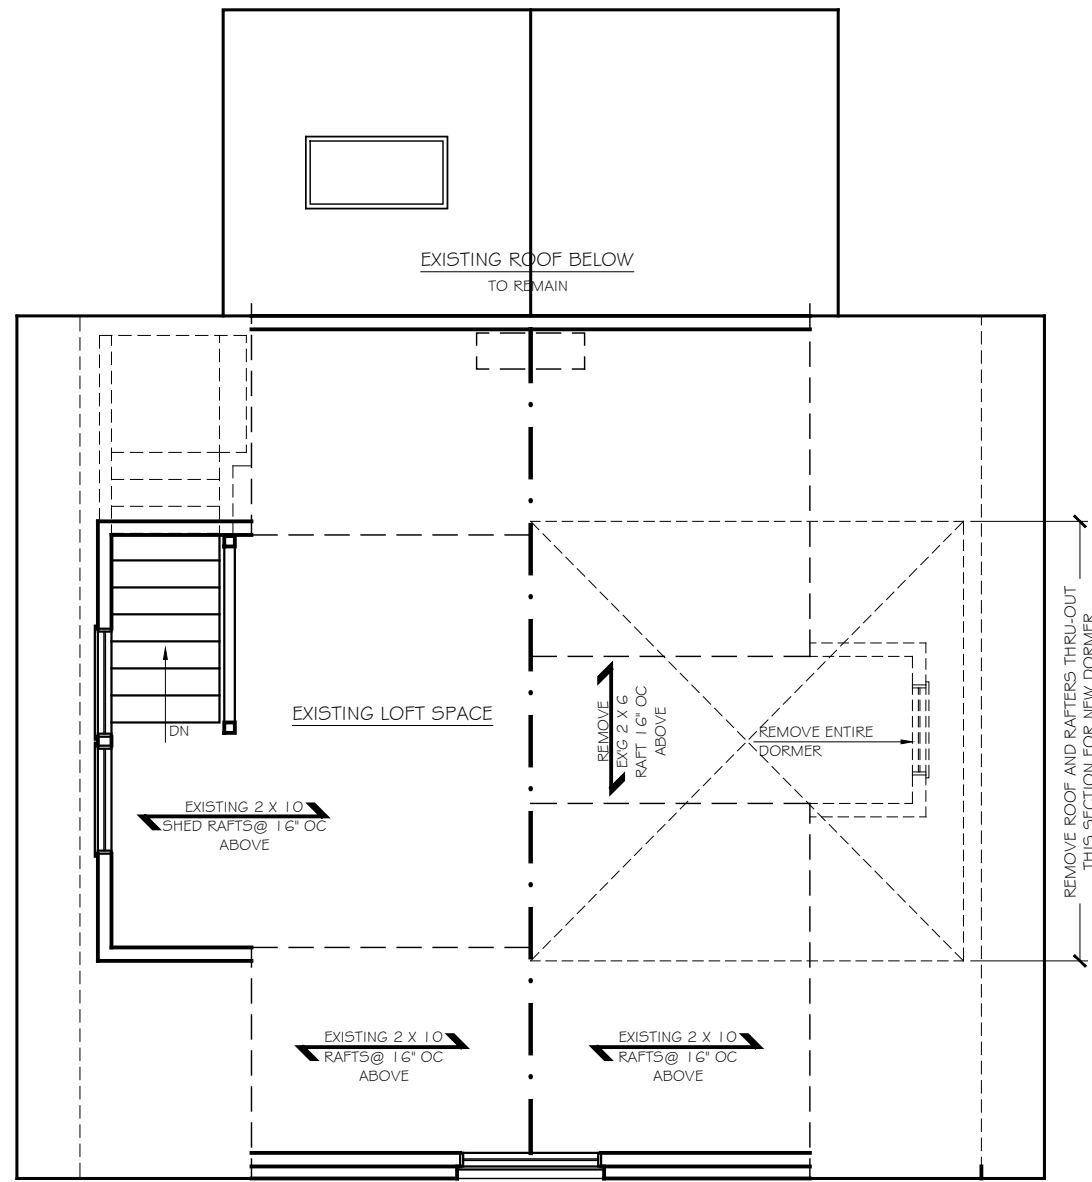 EXISTING ROOF BELOW
TO REMAIN
REMOVE ROOF AND RAFTERS THRU-OUT
THIS SECTION FOR NEW DORMER
EXISTING LOFT SPACE
REMOVE
EX'G 2 X 6
RAFT 16" OC
ABOVE
DN
REMOVE ENTIRE
DORMER
EXISTING 2 X 10
SHED RAFTS@ 16" OC
ABOVE
EXISTING 2 X 10
RAFTS@ 16" OC
ABOVE
EXISTING 2 X 10
RAFTS@ 16" OC
ABOVE